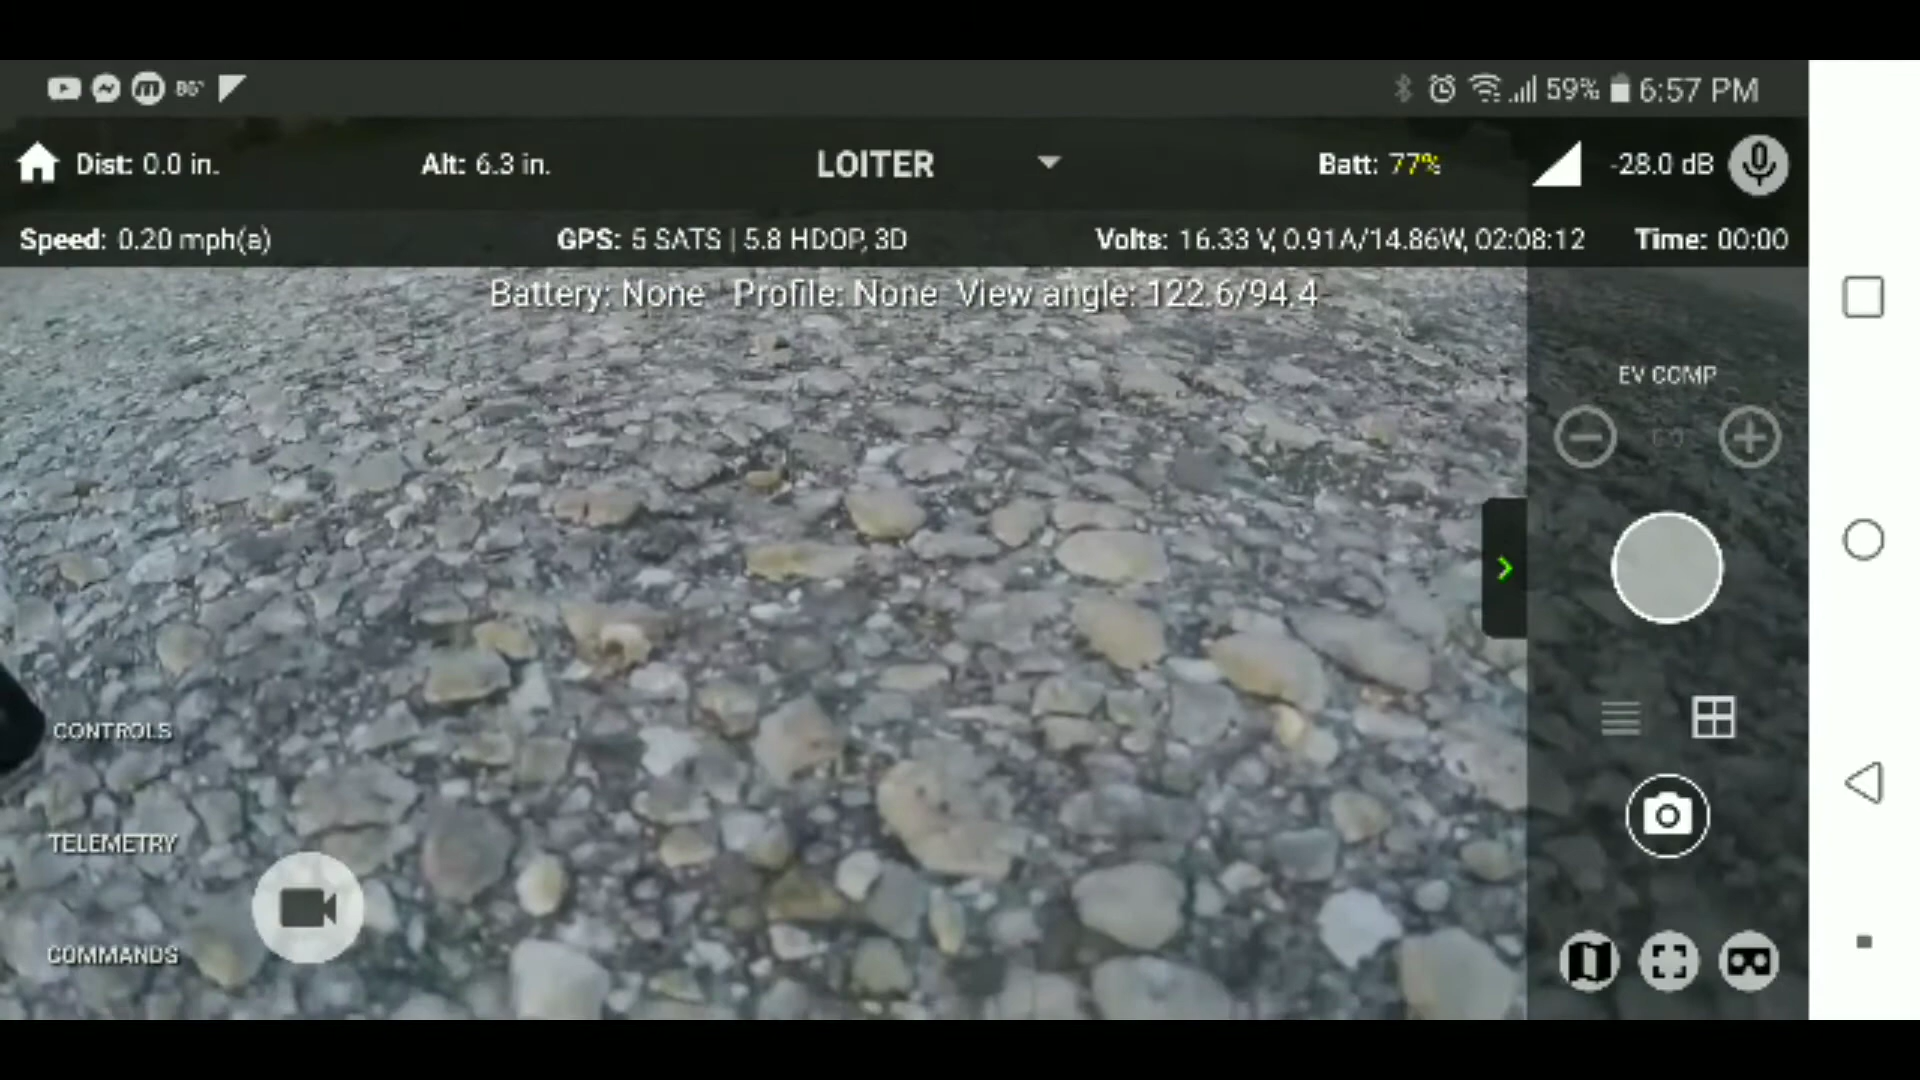 86° 59% 6:57 PM
Dist: 0.0 in. Alt: 6.3 in. LOITER Batt: 77% -28.0 dB
Speed: 0.20 mph(a) GPS: 5 SATS | 5.8 HDOP, 3D Volts: 16.33 V, 0.91A/14.86W, 02:08:12 Time: 00:00
Battery: None Profile: None View angle: 122.6/94.4
EV COMP
CONTROLS
TELEMETRY
COMMANDS